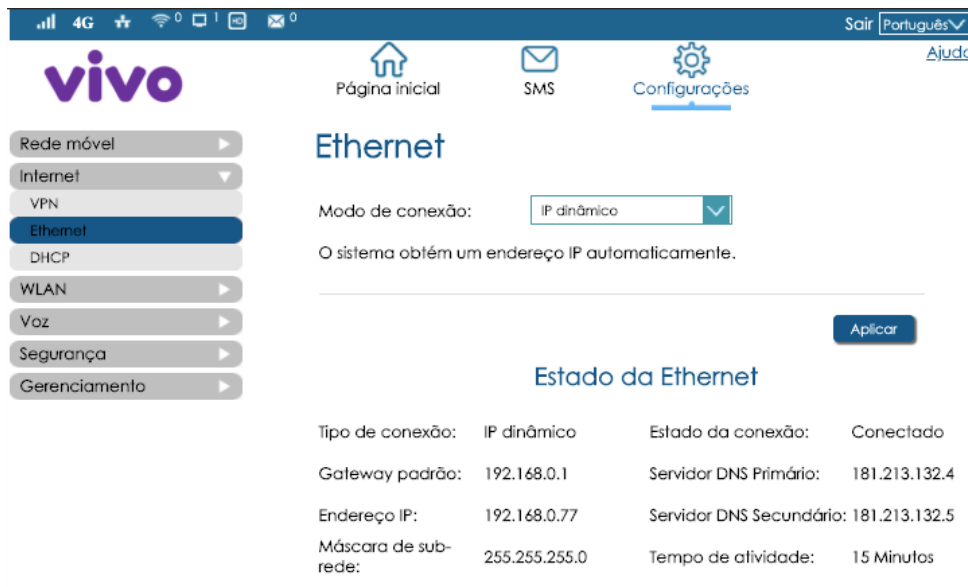 4G 0 1 HD 0 Sair Português
Ajuda
vivo
Página inicial SMS Configurações
Rede móvel
Internet
VPN
Ethernet
DHCP
WLAN
Voz
Segurança
Gerenciamento
Ethernet
Modo de conexão: IP dinâmico
O sistema obtém um endereço IP automaticamente.
Aplicar
Estado da Ethernet
Tipo de conexão: IP dinâmico Estado da conexão: Conectado
Gateway padrão: 192.168.0.1 Servidor DNS Primário: 181.213.132.4
Endereço IP: 192.168.0.77 Servidor DNS Secundário: 181.213.132.5
Máscara de sub-
rede: 255.255.255.0 Tempo de atividade: 15 Minutos